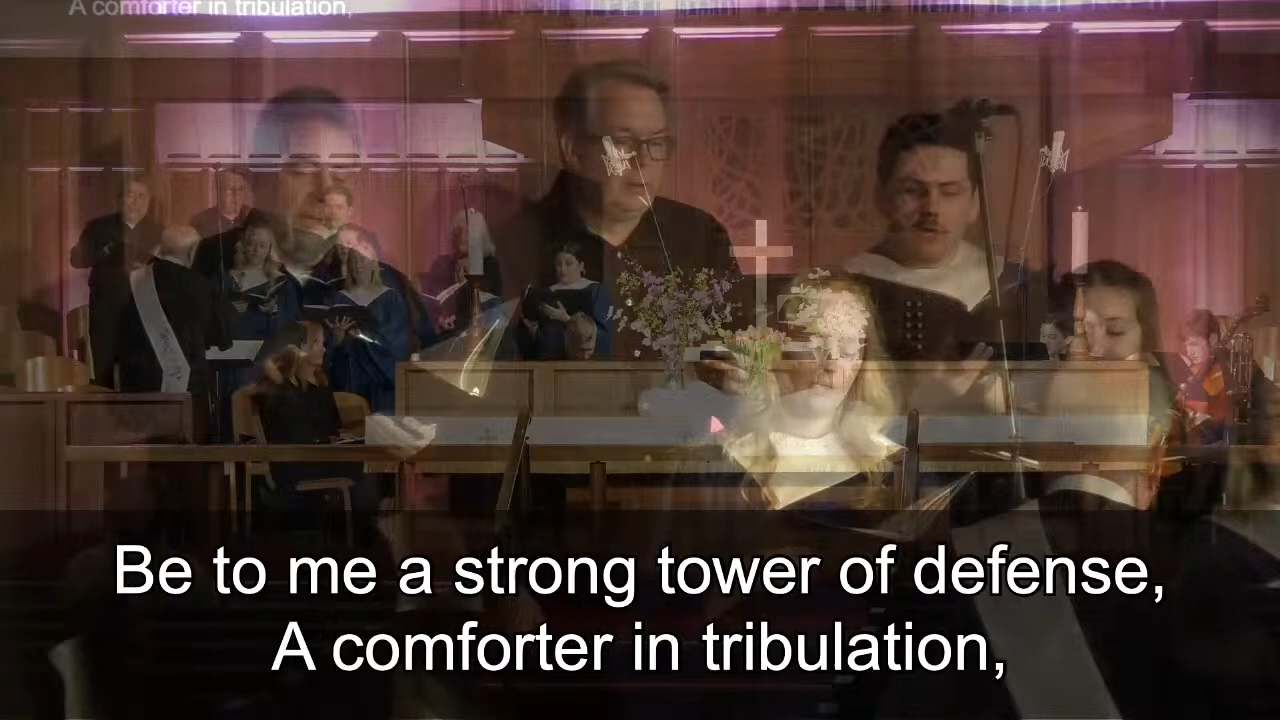 A comforter in tribulation,
Be to me a strong tower of defense,
A comforter in tribulation,